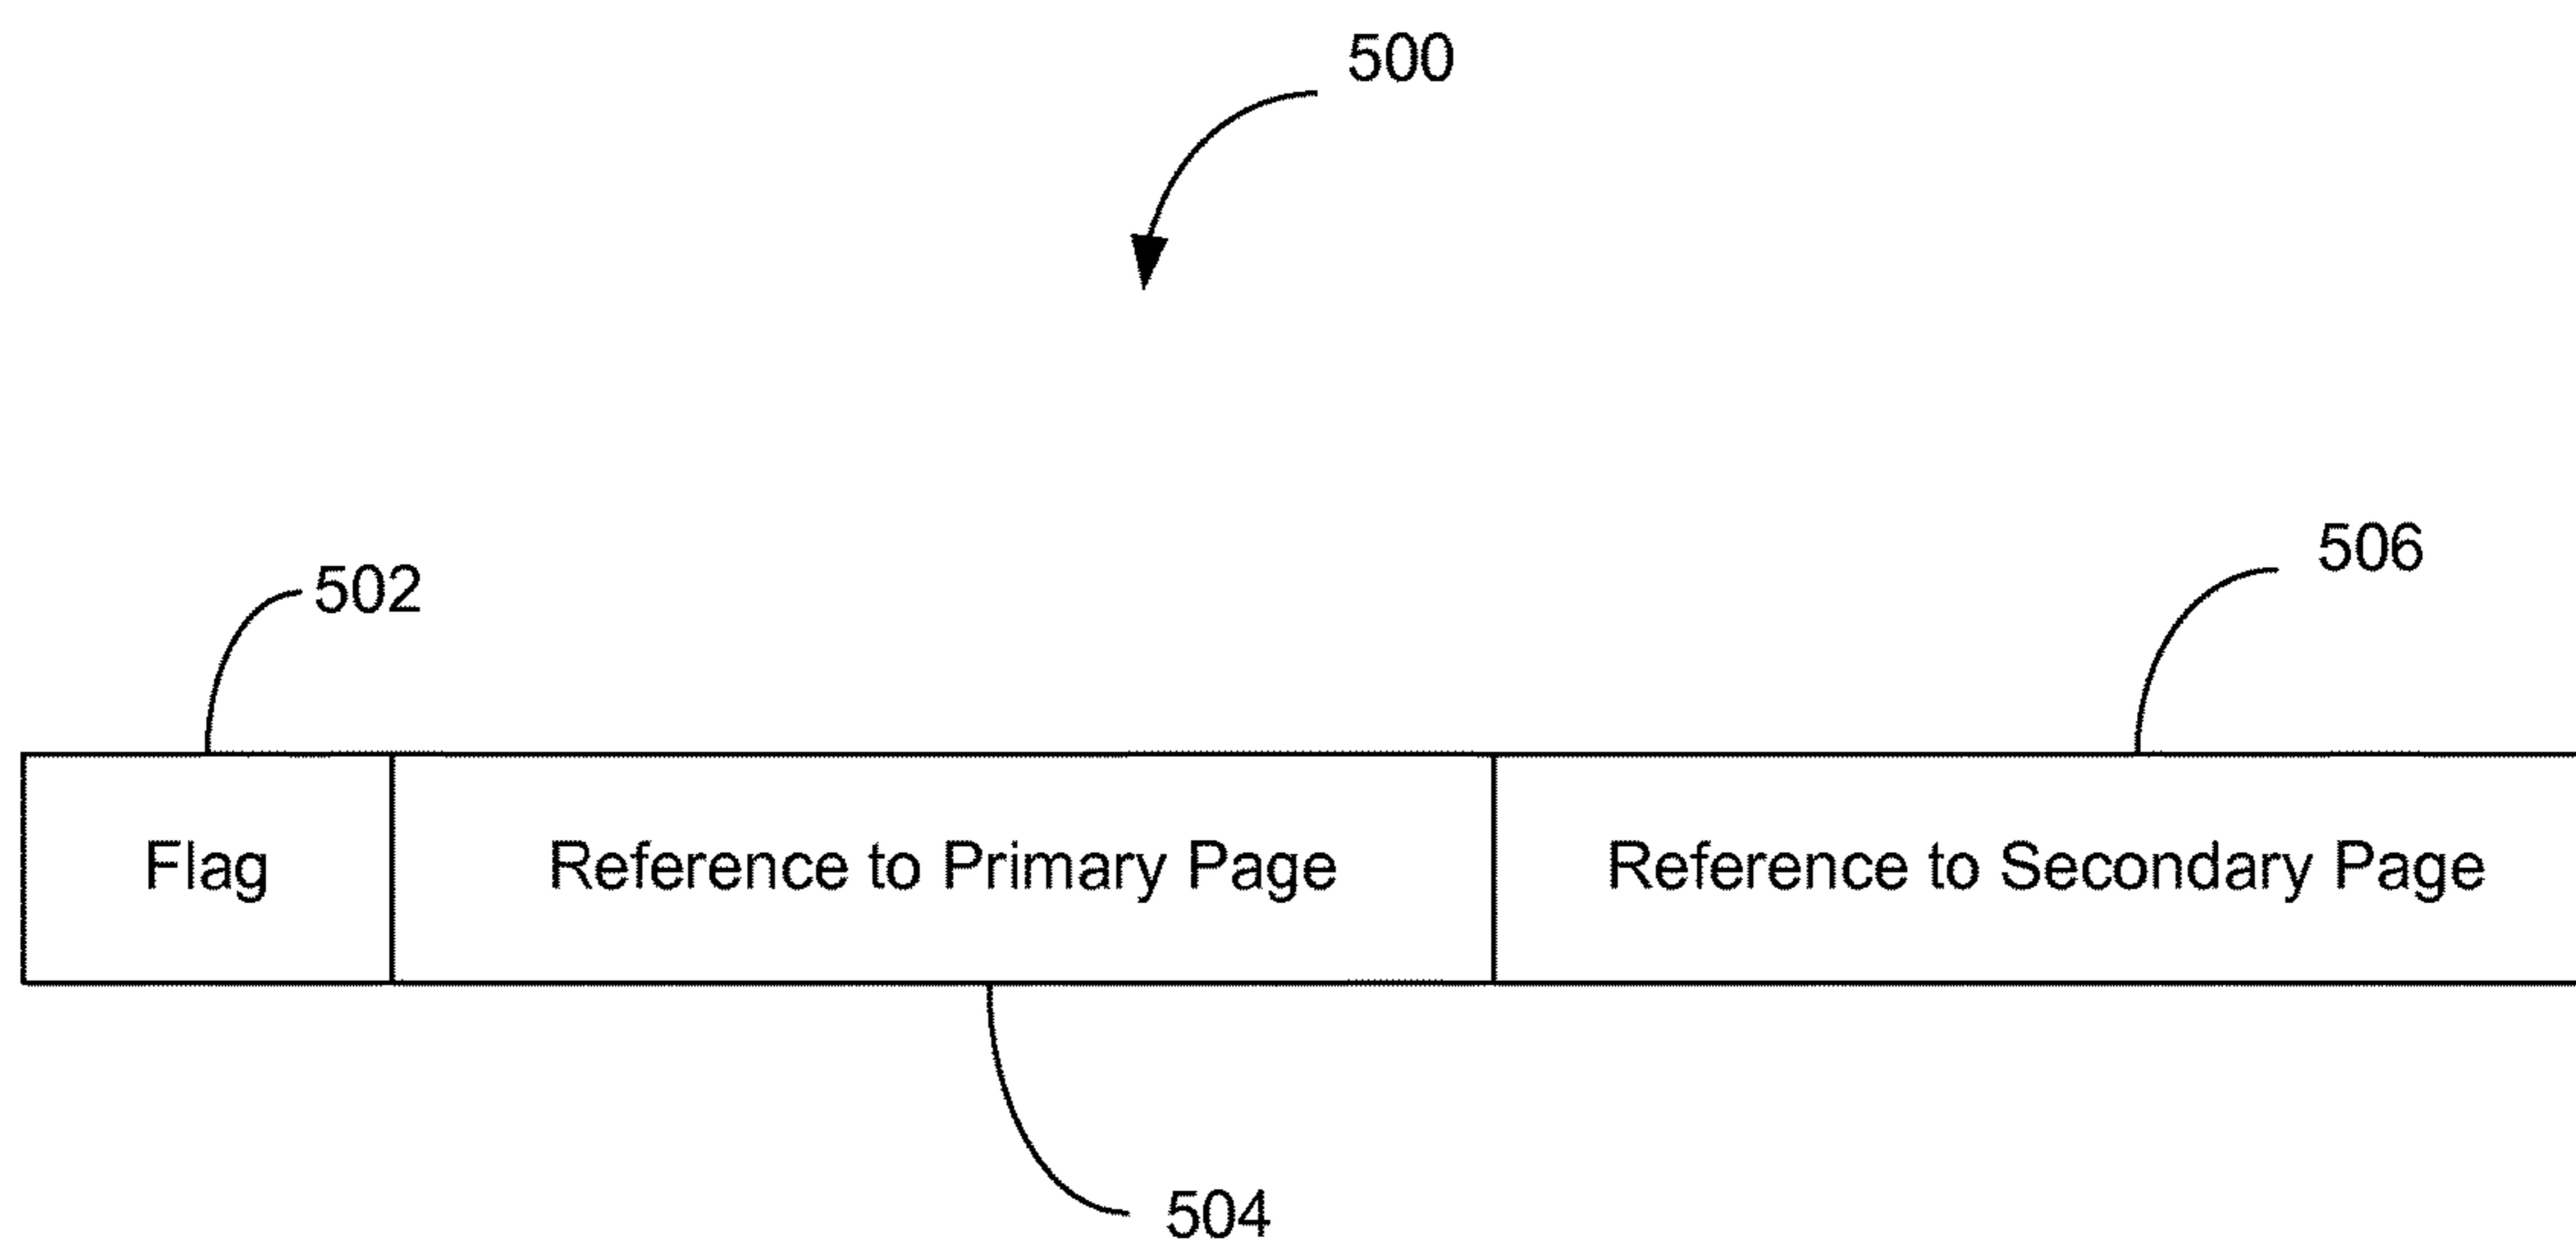 500
506
502
Flag
Reference to Primary Page
Reference to Secondary Page
504